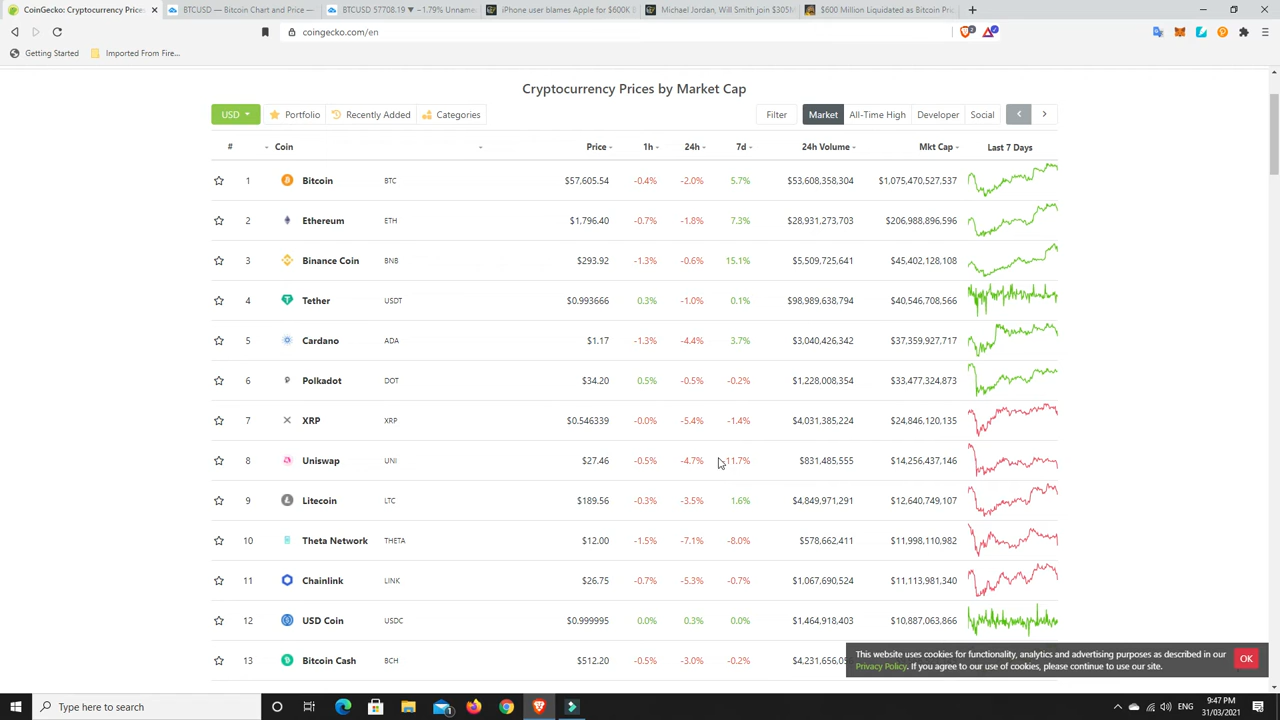 CoinGecko: Cryptocurrency Prices
BTCUSD — Bitcoin Chart and Price —
BTCUSD 57708.19 ▼ −1.79% Unname
iPhone user blames Apple for $600K
Michael Jordan, Will Smith join $305M
$600 Million Liquidated as Bitcoin Pric
coingecko.com/en
Getting Started
Imported From Fire...
Cryptocurrency Prices by Market Cap
USD Portfolio Recently Added Categories Filter Market All-Time High Developer Social
# Coin Price 1h 24h 7d 24h Volume Mkt Cap Last 7 Days
1 Bitcoin BTC $57,605.54 -0.4% -2.0% 5.7% $53,608,358,304 $1,075,470,527,537
2 Ethereum ETH $1,796.40 -0.7% -1.8% 7.3% $28,931,273,703 $206,988,896,596
3 Binance Coin BNB $293.92 -1.3% -0.6% 15.1% $5,509,725,641 $45,402,128,108
4 Tether USDT $0.993666 0.3% -1.0% 0.1% $98,989,638,794 $40,546,708,566
5 Cardano ADA $1.17 -1.3% -4.4% 3.7% $3,040,426,342 $37,359,927,717
6 Polkadot DOT $34.20 0.5% -0.5% -0.2% $1,228,008,354 $33,477,324,873
7 XRP XRP $0.546339 -0.0% -5.4% -1.4% $4,031,385,224 $24,846,120,135
8 Uniswap UNI $27.46 -0.5% -4.7% 11.7% $831,485,555 $14,256,437,146
9 Litecoin LTC $189.56 -0.3% -3.5% 1.6% $4,849,971,291 $12,640,749,107
10 Theta Network THETA $12.00 -1.5% -7.1% -8.0% $578,662,411 $11,998,110,982
11 Chainlink LINK $26.75 -0.7% -5.3% -0.7% $1,067,690,524 $11,113,981,340
12 USD Coin USDC $0.999995 0.0% 0.3% 0.0% $1,464,918,403 $10,887,063,866
13 Bitcoin Cash BCH $512.20 -0.5% -3.0% -0.2% $4,231,656,0
This website uses cookies for functionality, analytics and advertising purposes as described in our
Privacy Policy. If you agree to our use of cookies, please continue to use our site.
OK
Type here to search
ENG
9:47 PM
31/03/2021